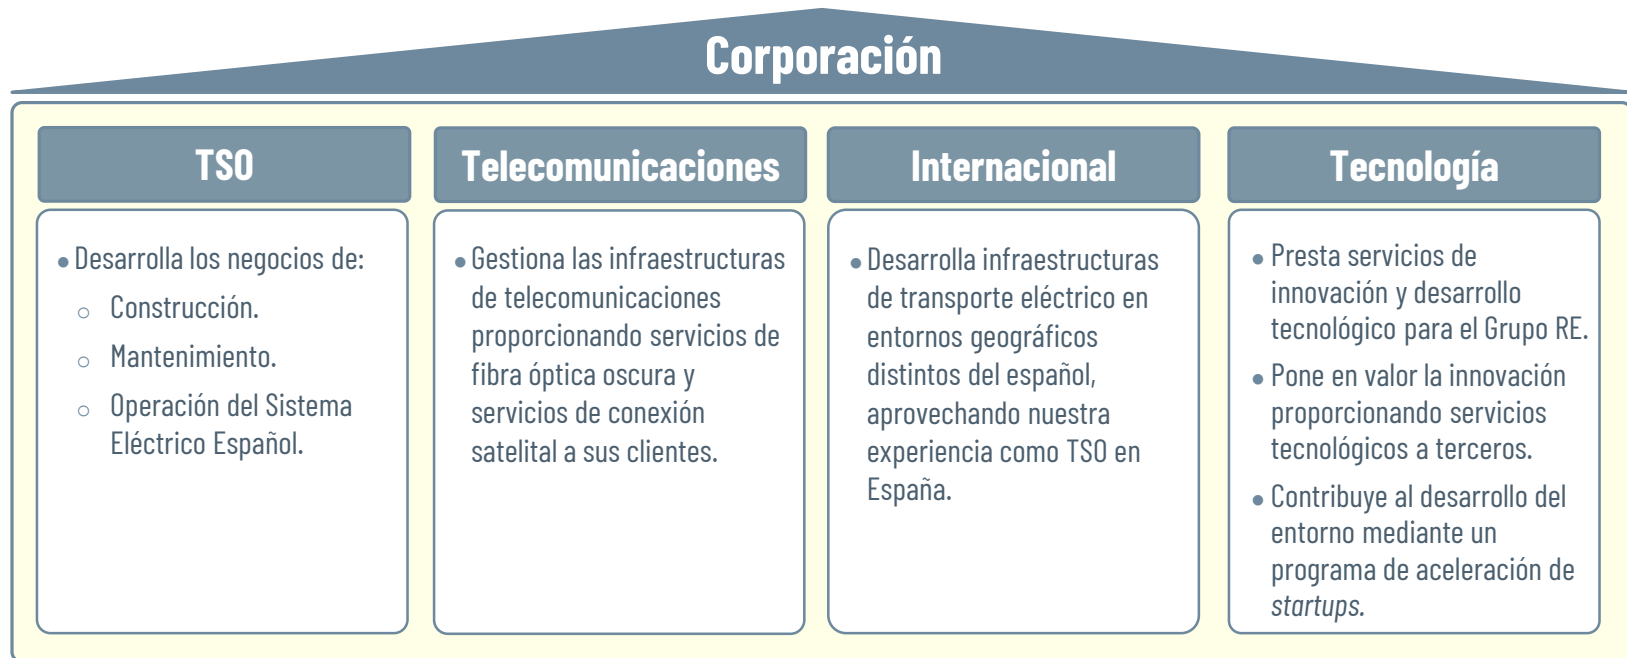 Corporación
TSO
• Desarrolla los negocios de:
○ Construcción.
○ Mantenimiento.
○ Operación del Sistema
Eléctrico Español.
Telecomunicaciones
• Gestiona las infraestructuras
de telecomunicaciones
proporcionando servicios de
fibra óptica oscura y
servicios de conexión
satelital a sus clientes.
Internacional
• Desarrolla infraestructuras
de transporte eléctrico en
entornos geográficos
distintos del español,
aprovechando nuestra
experiencia como TSO en
España.
Tecnología
• Presta servicios de
innovación y desarrollo
tecnológico para el Grupo RE.
• Pone en valor la innovación
proporcionando servicios
tecnológicos a terceros.
• Contribuye al desarrollo del
entorno mediante un
programa de aceleración de
startups.